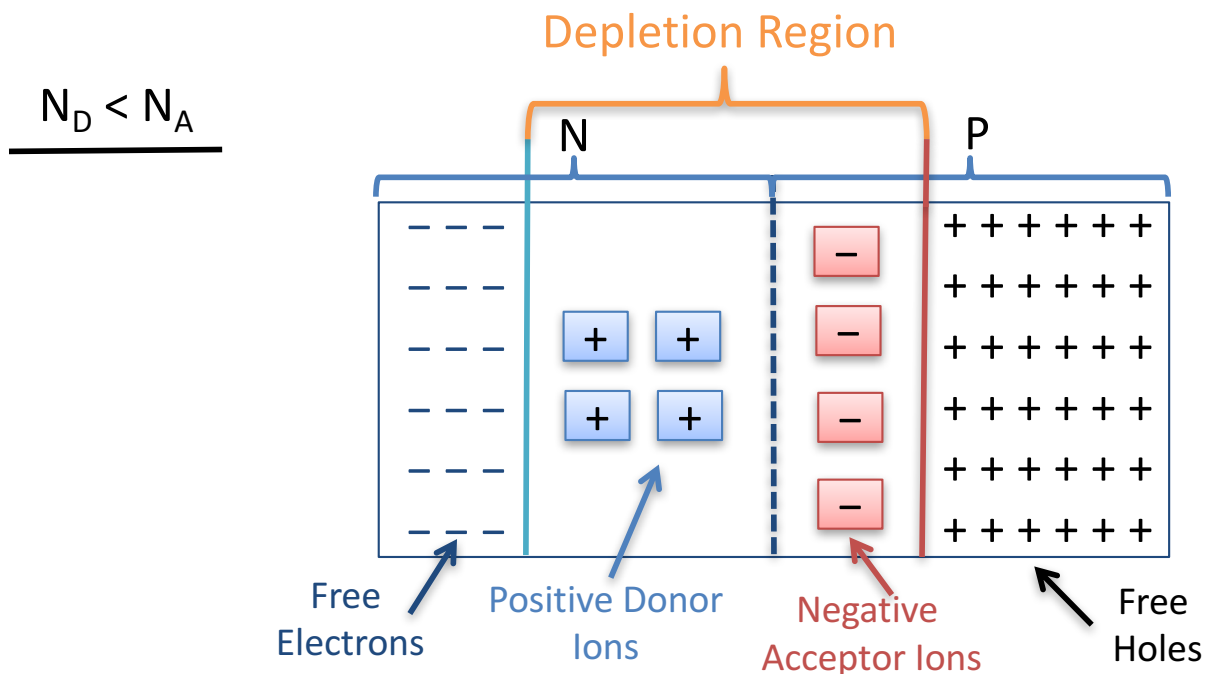 Depletion Region
N_D < N_A
N
P
− − − + + + + + +
−
− − − + + + + + +
+ + −
− − − + + + + + +
+ + −
− − − + + + + + +
− − − + + + + + +
−
− − − + + + + + +
Free
Electrons
Positive Donor
Ions
Negative
Acceptor Ions
Free
Holes